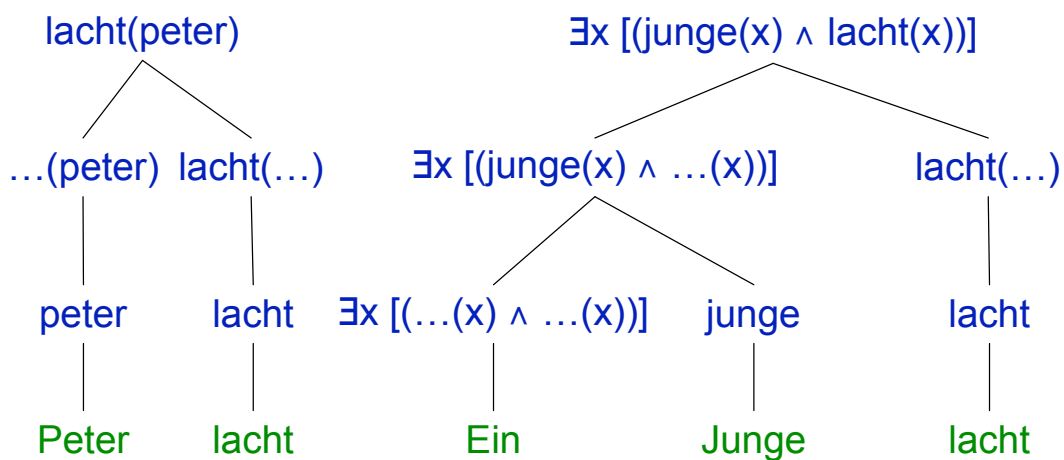 lacht(peter) ∃x [(junge(x) ∧ lacht(x))]
…(peter) lacht(…) ∃x [(junge(x) ∧ …(x))] lacht(…)
peter lacht ∃x [(…(x) ∧ …(x))] junge lacht
Peter lacht Ein Junge lacht